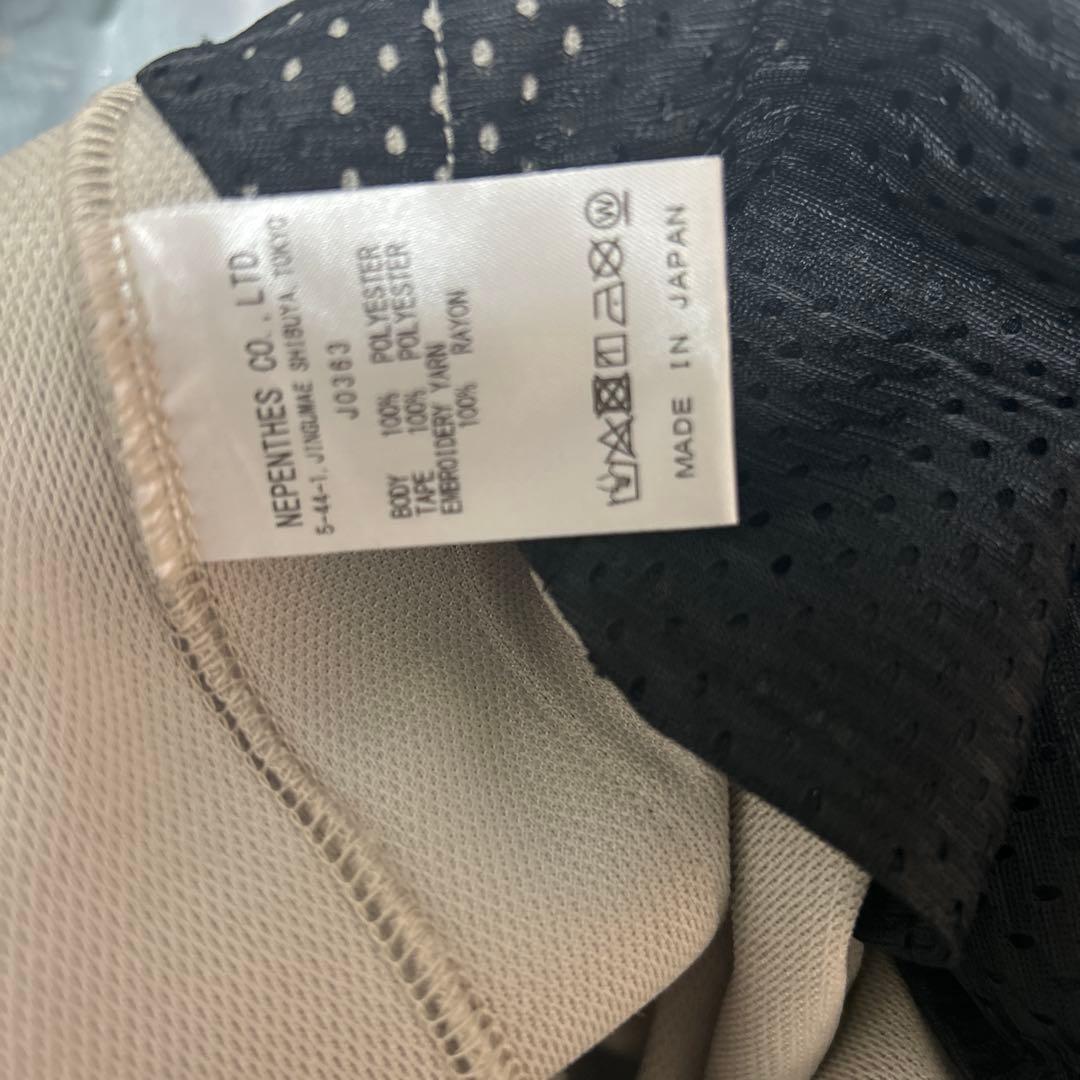 NEPENTHES CO., LTD.
5-44-1, JINGUMAE SHIBUYA, TOKYO
J0363
BODY 100% POLYESTER
TAPE 100% POLYESTER
EMBROIDERY YARN
100% RAYON
W
MADE IN JAPAN